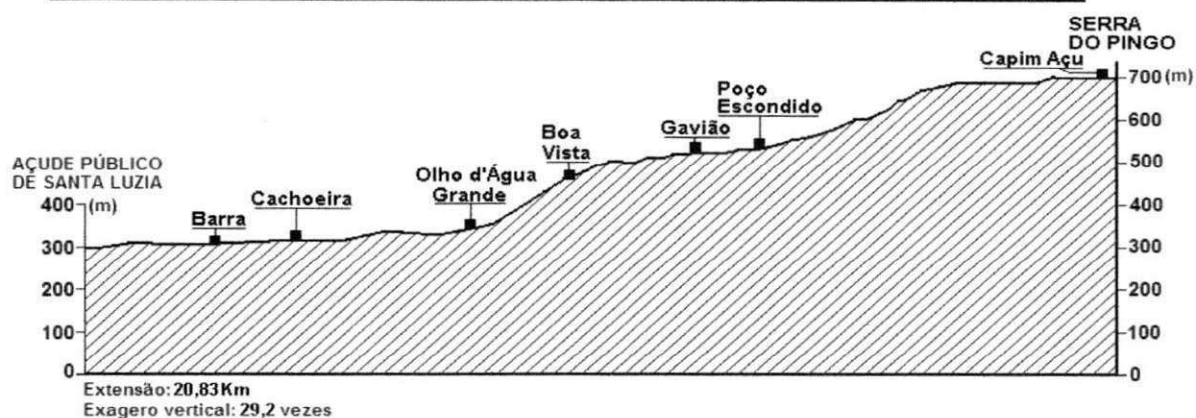 SERRA
DO PINGO
Capim Açu
700 (m)
Poço
Escondido
600
Boa
Vista
Gavião
500
AÇUDE PÚBLICO
DE SANTA LUZIA
Olho d'Água
Grande
400 (m)
Cachoeira
Barra
400
300
300
200
200
100
100
0
0
Extensão: 20,83Km
Exagero vertical: 29,2 vezes